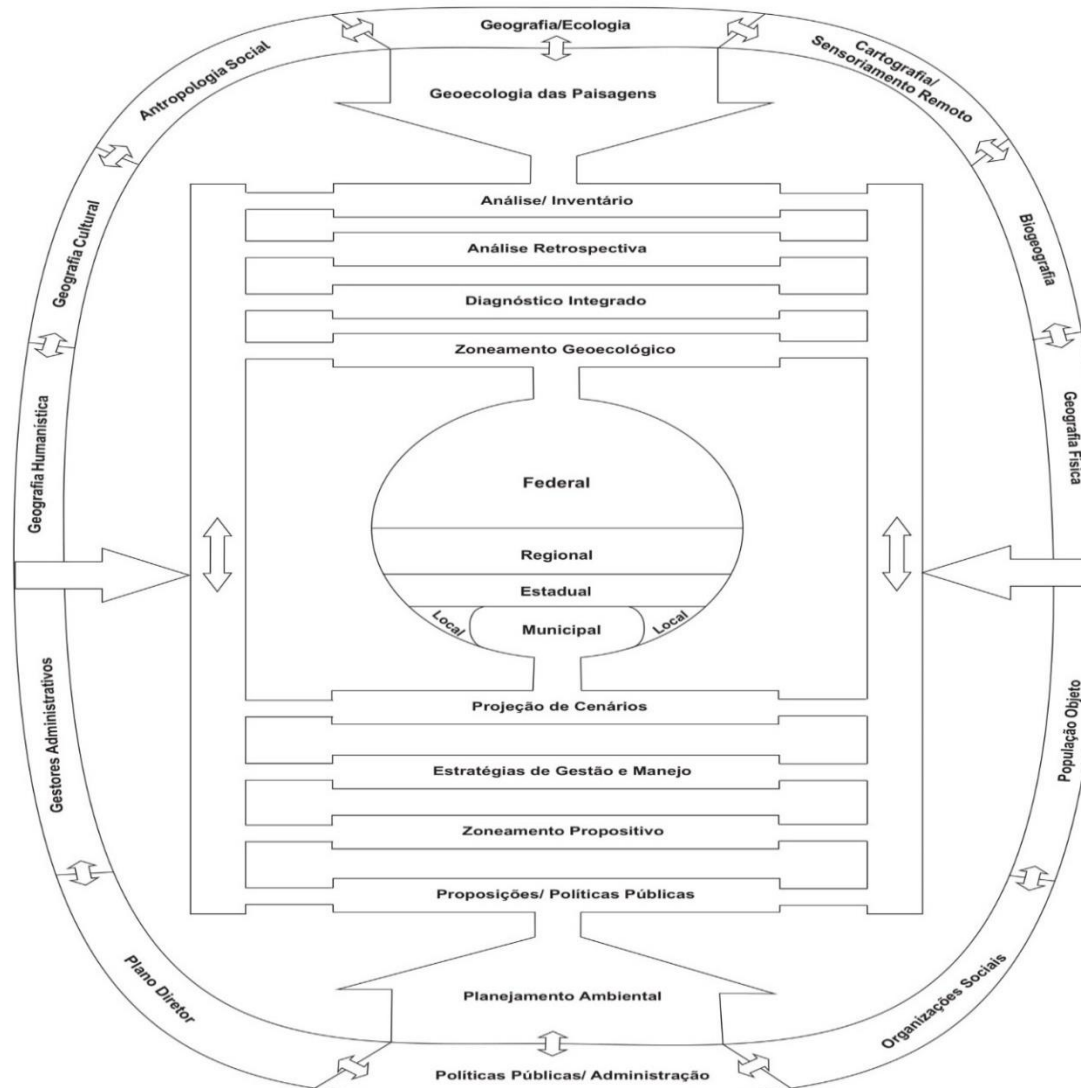 Geografia/Ecologia
Antropologia Social
Cartografia/
Sensoriamento Remoto
Geoecologia das Paisagens
Análise/ Inventário
Geografia Cultural
Análise Retrospectiva
Biogeografia
Diagnóstico Integrado
Zoneamento Geoecológico
Geografia Humanística
Geografia Física
Federal
Regional
Estadual
Local
Municipal
Local
Gestores Administrativos
População Objeto
Projeção de Cenários
Estratégias de Gestão e Manejo
Zoneamento Propositivo
Proposições/ Políticas Públicas
Plano Diretor
Organizações Sociais
Planejamento Ambiental
Políticas Públicas/ Administração